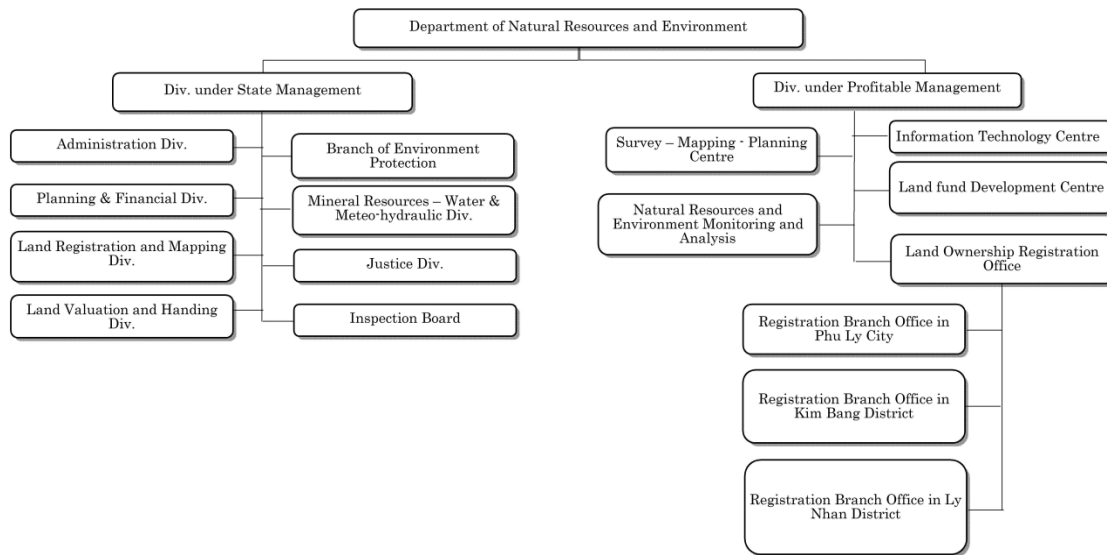 Department of Natural Resources and Environment
Div. under State Management
Div. under Profitable Management
Administration Div.
Branch of Environment
Protection
Planning & Financial Div.
Mineral Resources – Water &
Meteo-hydraulic Div.
Land Registration and Mapping
Div.
Justice Div.
Land Valuation and Handing
Div.
Inspection Board
Survey – Mapping - Planning
Centre
Information Technology Centre
Natural Resources and
Environment Monitoring and
Analysis
Land fund Development Centre
Land Ownership Registration
Office
Registration Branch Office in
Phu Ly City
Registration Branch Office in
Kim Bang District
Registration Branch Office in Ly
Nhan District